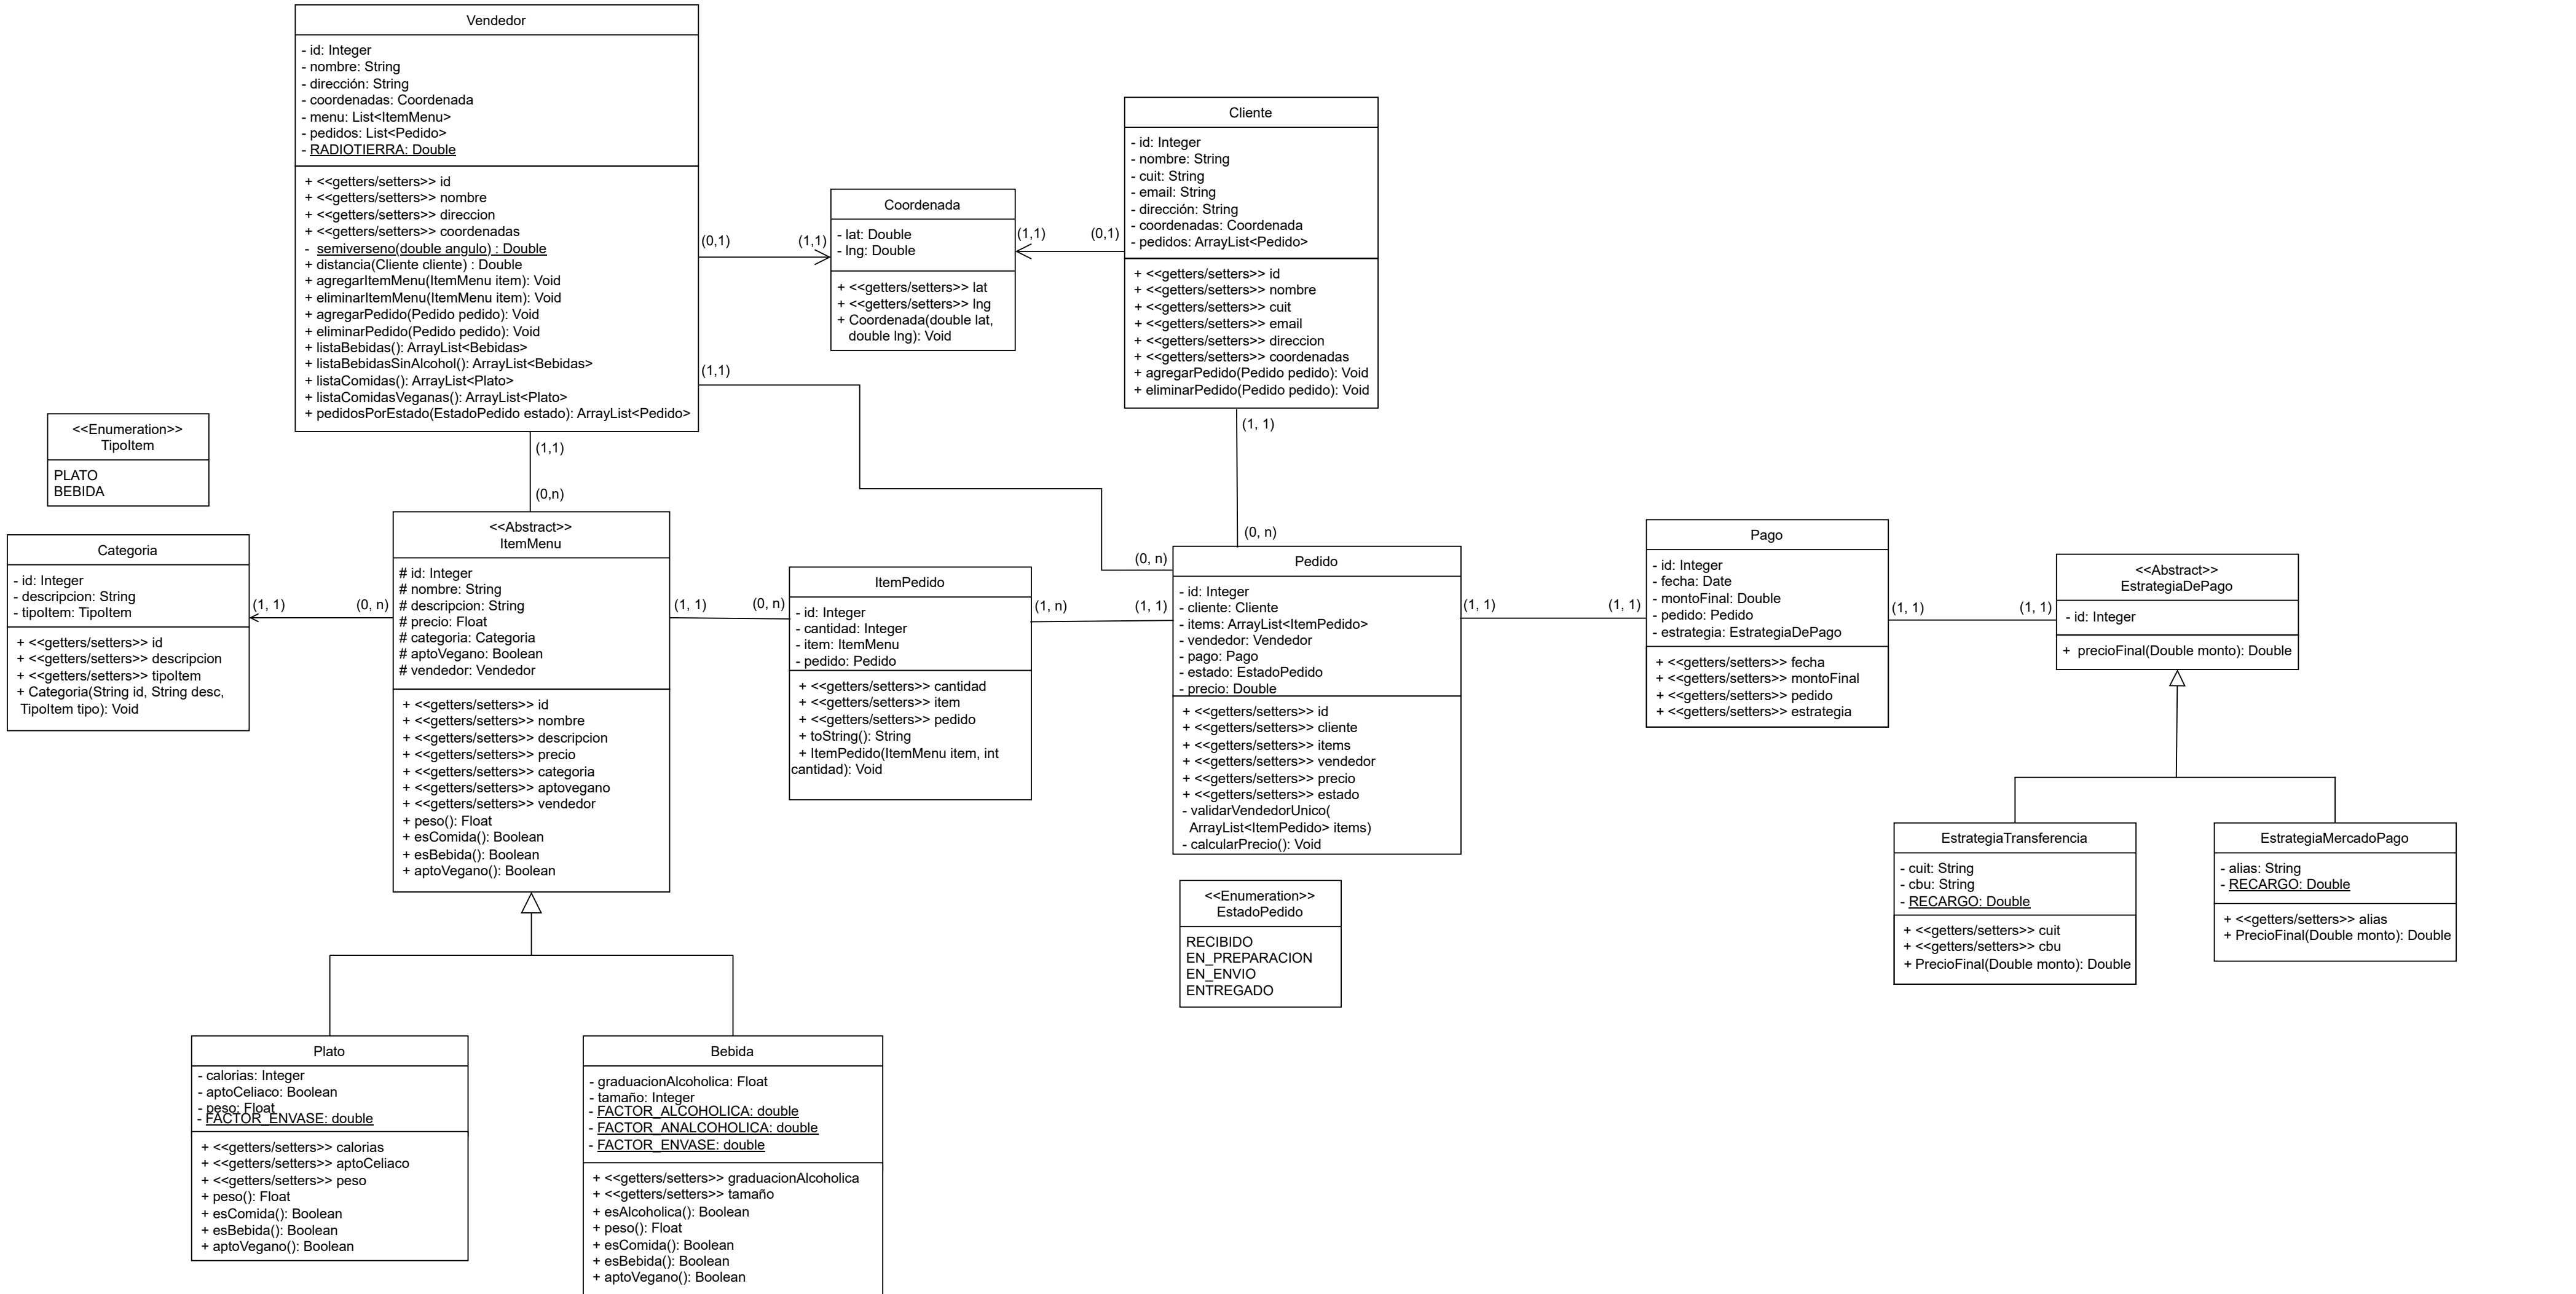 Vendedor
- id: Integer
- nombre: String
- dirección: String
- coordenadas: Coordenada
- menu: List<ItemMenu>
- pedidos: List<Pedido>
- RADIOTIERRA: Double
+ <<getters/setters>> id
+ <<getters/setters>> nombre
+ <<getters/setters>> direccion
+ <<getters/setters>> coordenadas
- semiverseno(double angulo) : Double
+ distancia(Cliente cliente) : Double
+ agregarItemMenu(ItemMenu item): Void
+ eliminarItemMenu(ItemMenu item): Void
+ agregarPedido(Pedido pedido): Void
+ eliminarPedido(Pedido pedido): Void
+ listaBebidas(): ArrayList<Bebidas>
+ listaBebidasSinAlcohol(): ArrayList<Bebidas>
+ listaComidas(): ArrayList<Plato>
+ listaComidasVeganas(): ArrayList<Plato>
+ pedidosPorEstado(EstadoPedido estado): ArrayList<Pedido>
(0,1)
(1,1)
Coordenada
- lat: Double
- lng: Double
+ <<getters/setters>> lat
+ <<getters/setters>> lng
+ Coordenada(double lat,
double lng): Void
(1,1)
(0,1)
Cliente
- id: Integer
- nombre: String
- cuit: String
- email: String
- dirección: String
- coordenadas: Coordenada
- pedidos: ArrayList<Pedido>
+ <<getters/setters>> id
+ <<getters/setters>> nombre
+ <<getters/setters>> cuit
+ <<getters/setters>> email
+ <<getters/setters>> direccion
+ <<getters/setters>> coordenadas
+ agregarPedido(Pedido pedido): Void
+ eliminarPedido(Pedido pedido): Void
(1,1)
(1, 1)
(0, n)
(0, n)
(1,1)
(0,n)
<<Enumeration>>
TipoItem
PLATO
BEBIDA
Categoria
- id: Integer
- descripcion: String
- tipoItem: TipoItem
+ <<getters/setters>> id
+ <<getters/setters>> descripcion
+ <<getters/setters>> tipoItem
+ Categoria(String id, String desc,
TipoItem tipo): Void
(1, 1)
(0, n)
<<Abstract>>
ItemMenu
# id: Integer
# nombre: String
# descripcion: String
# precio: Float
# categoria: Categoria
# aptoVegano: Boolean
# vendedor: Vendedor
+ <<getters/setters>> id
+ <<getters/setters>> nombre
+ <<getters/setters>> descripcion
+ <<getters/setters>> precio
+ <<getters/setters>> categoria
+ <<getters/setters>> aptovegano
+ <<getters/setters>> vendedor
+ peso(): Float
+ esComida(): Boolean
+ esBebida(): Boolean
+ aptoVegano(): Boolean
(1, 1)
(0, n)
ItemPedido
- id: Integer
- cantidad: Integer
- item: ItemMenu
- pedido: Pedido
+ <<getters/setters>> cantidad
+ <<getters/setters>> item
+ <<getters/setters>> pedido
+ toString(): String
+ ItemPedido(ItemMenu item, int
cantidad): Void
(1, n)
(1, 1)
Pedido
- id: Integer
- cliente: Cliente
- items: ArrayList<ItemPedido>
- vendedor: Vendedor
- pago: Pago
- estado: EstadoPedido
- precio: Double
+ <<getters/setters>> id
+ <<getters/setters>> cliente
+ <<getters/setters>> items
+ <<getters/setters>> vendedor
+ <<getters/setters>> precio
+ <<getters/setters>> estado
- validarVendedorUnico(
ArrayList<ItemPedido> items)
- calcularPrecio(): Void
(1, 1)
(1, 1)
Pago
- id: Integer
- fecha: Date
- montoFinal: Double
- pedido: Pedido
- estrategia: EstrategiaDePago
+ <<getters/setters>> fecha
+ <<getters/setters>> montoFinal
+ <<getters/setters>> pedido
+ <<getters/setters>> estrategia
(1, 1)
(1, 1)
<<Abstract>>
EstrategiaDePago
- id: Integer
+ precioFinal(Double monto): Double
EstrategiaTransferencia
- cuit: String
- cbu: String
- RECARGO: Double
+ <<getters/setters>> cuit
+ <<getters/setters>> cbu
+ PrecioFinal(Double monto): Double
EstrategiaMercadoPago
- alias: String
- RECARGO: Double
+ <<getters/setters>> alias
+ PrecioFinal(Double monto): Double
<<Enumeration>>
EstadoPedido
RECIBIDO
EN_PREPARACION
EN_ENVIO
ENTREGADO
Plato
- calorias: Integer
- aptoCeliaco: Boolean
- peso: Float
- FACTOR_ENVASE: double
+ <<getters/setters>> calorias
+ <<getters/setters>> aptoCeliaco
+ <<getters/setters>> peso
+ peso(): Float
+ esComida(): Boolean
+ esBebida(): Boolean
+ aptoVegano(): Boolean
Bebida
- graduacionAlcoholica: Float
- tamaño: Integer
- FACTOR_ALCOHOLICA: double
- FACTOR_ANALCOHOLICA: double
- FACTOR_ENVASE: double
+ <<getters/setters>> graduacionAlcoholica
+ <<getters/setters>> tamaño
+ esAlcoholica(): Boolean
+ peso(): Float
+ esComida(): Boolean
+ esBebida(): Boolean
+ aptoVegano(): Boolean